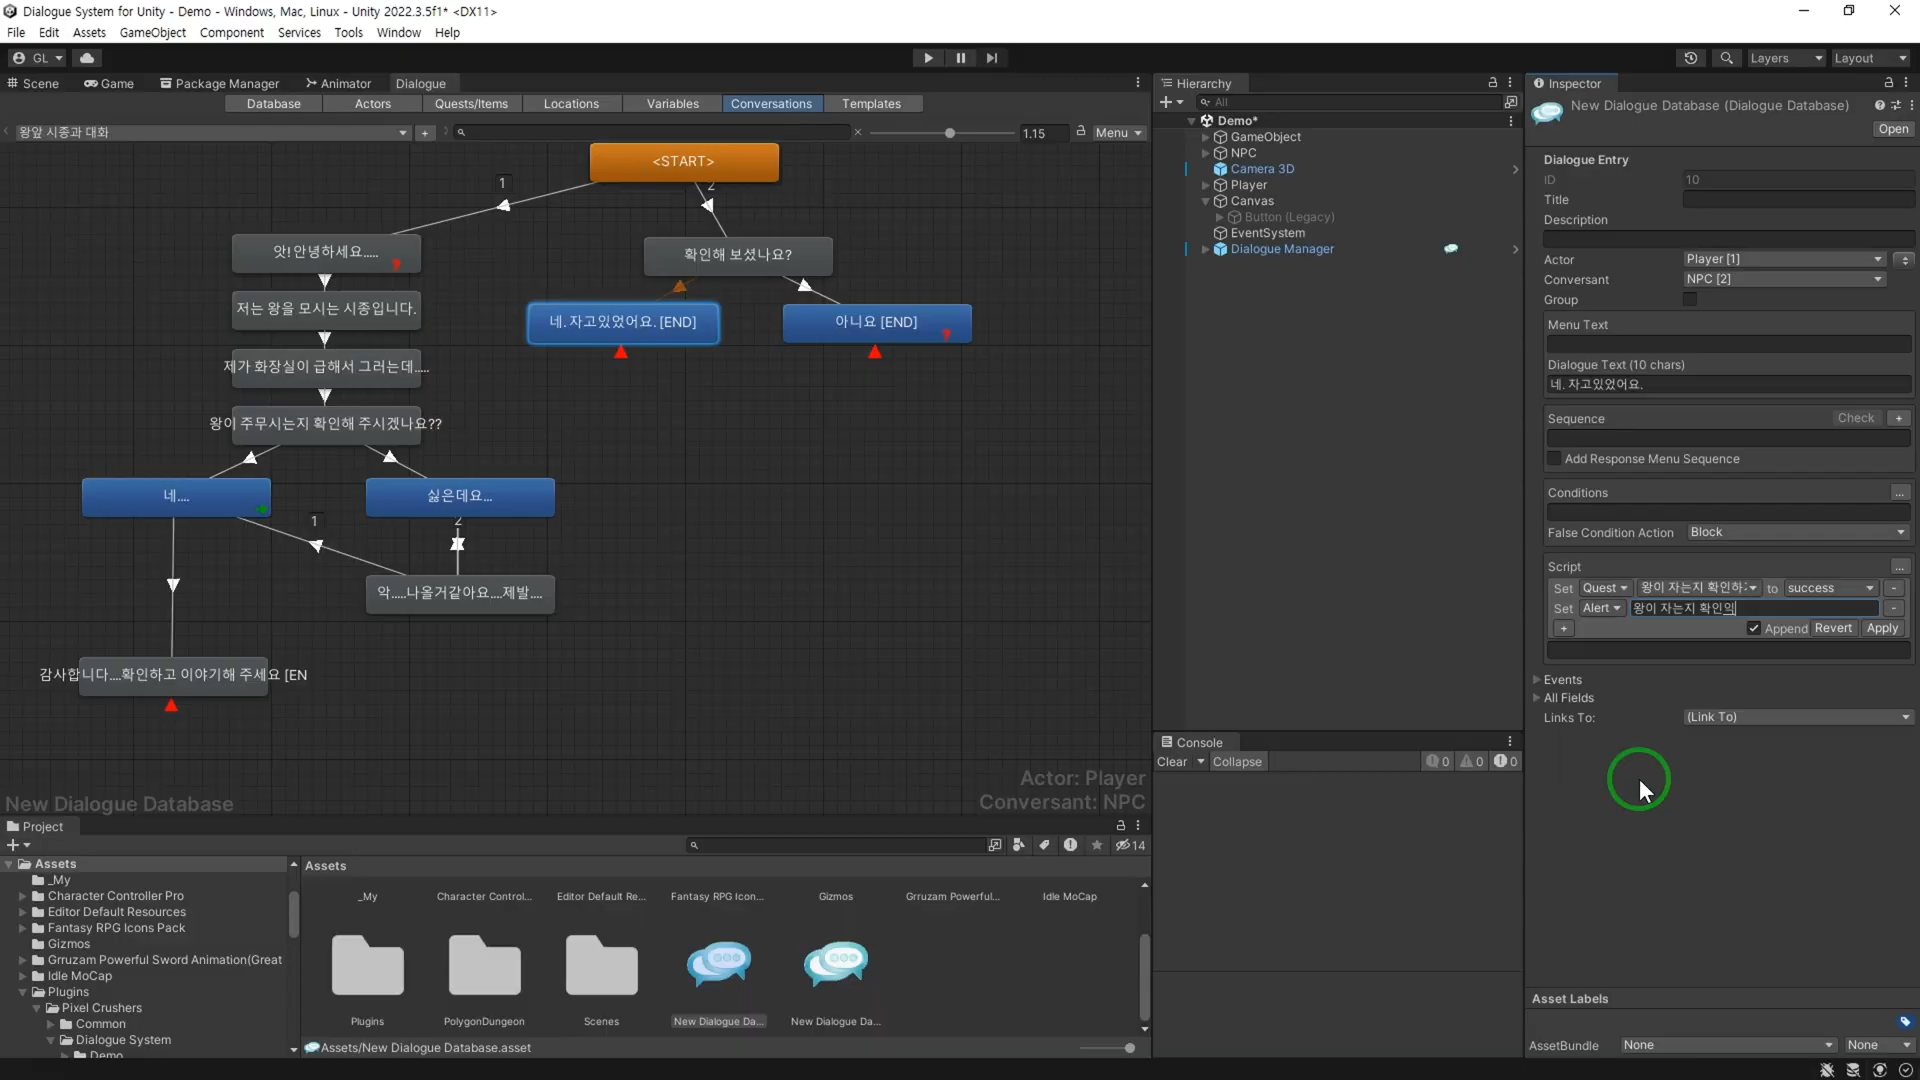 Dialogue System for Unity - Demo - Windows, Mac, Linux - Unity 2022.3.5f1* <DX11>
File Edit Assets GameObject Component Services Tools Window Help
GL Layers Layout
Scene Game Package Manager Animator Dialogue
Database Actors Quests/Items Locations Variables Conversations Templates
왕앞 시종과 대화 + 1.15 Menu
<START>
1
2
앗! 안녕하세요.....
확인해 보셨나요?
저는 왕을 모시는 시종입니다.
네. 자고있었어요. [END]
아니요 [END]
제가 화장실이 급해서 그러는데.....
왕이 주무시는지 확인해 주시겠나요??
네....
싫은데요...
1
2
악.....나올거같아요....제발....
감사합니다....확인하고 이야기해 주세요 [EN
Actor: Player
Conversant: NPC
New Dialogue Database
Hierarchy
All
Demo*
GameObject
NPC
Camera 3D
Player
Canvas
Button (Legacy)
EventSystem
Dialogue Manager
Console
Clear Collapse 0 0 0
Inspector
New Dialogue Database (Dialogue Database)
Open
Dialogue Entry
ID 10
Title
Description
Actor Player [1]
Conversant NPC [2]
Group
Menu Text
Dialogue Text (10 chars)
네. 자고있었어요.
Sequence Check +
Add Response Menu Sequence
Conditions ...
False Condition Action Block
Script ...
Set Quest 왕이 자는지 확인하 to success -
Set Alert 왕이 자는지 확인익 -
+ Append Revert Apply
Events
All Fields
Links To: (Link To)
Asset Labels
AssetBundle None None
Project
14
Assets
_My
Character Controller Pro
Editor Default Resources
Fantasy RPG Icons Pack
Gizmos
Grruzam Powerful Sword Animation(Great
Idle MoCap
Plugins
Pixel Crushers
Common
Dialogue System
Demo
Assets
_My Character Control... Editor Default Re... Fantasy RPG Icon... Gizmos Grruzam Powerful... Idle MoCap
Plugins PolygonDungeon Scenes New Dialogue Da... New Dialogue Da...
Assets/New Dialogue Database.asset